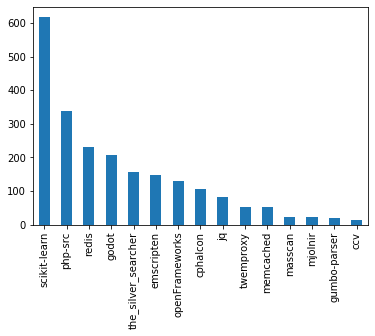 600
500
400
300
200
100
0
scikit-learn
php-src
redis
godot
the_silver_searcher
emscripten
openFrameworks
cphalcon
jq
twemproxy
memcached
masscan
mjolnir
gumbo-parser
ccv